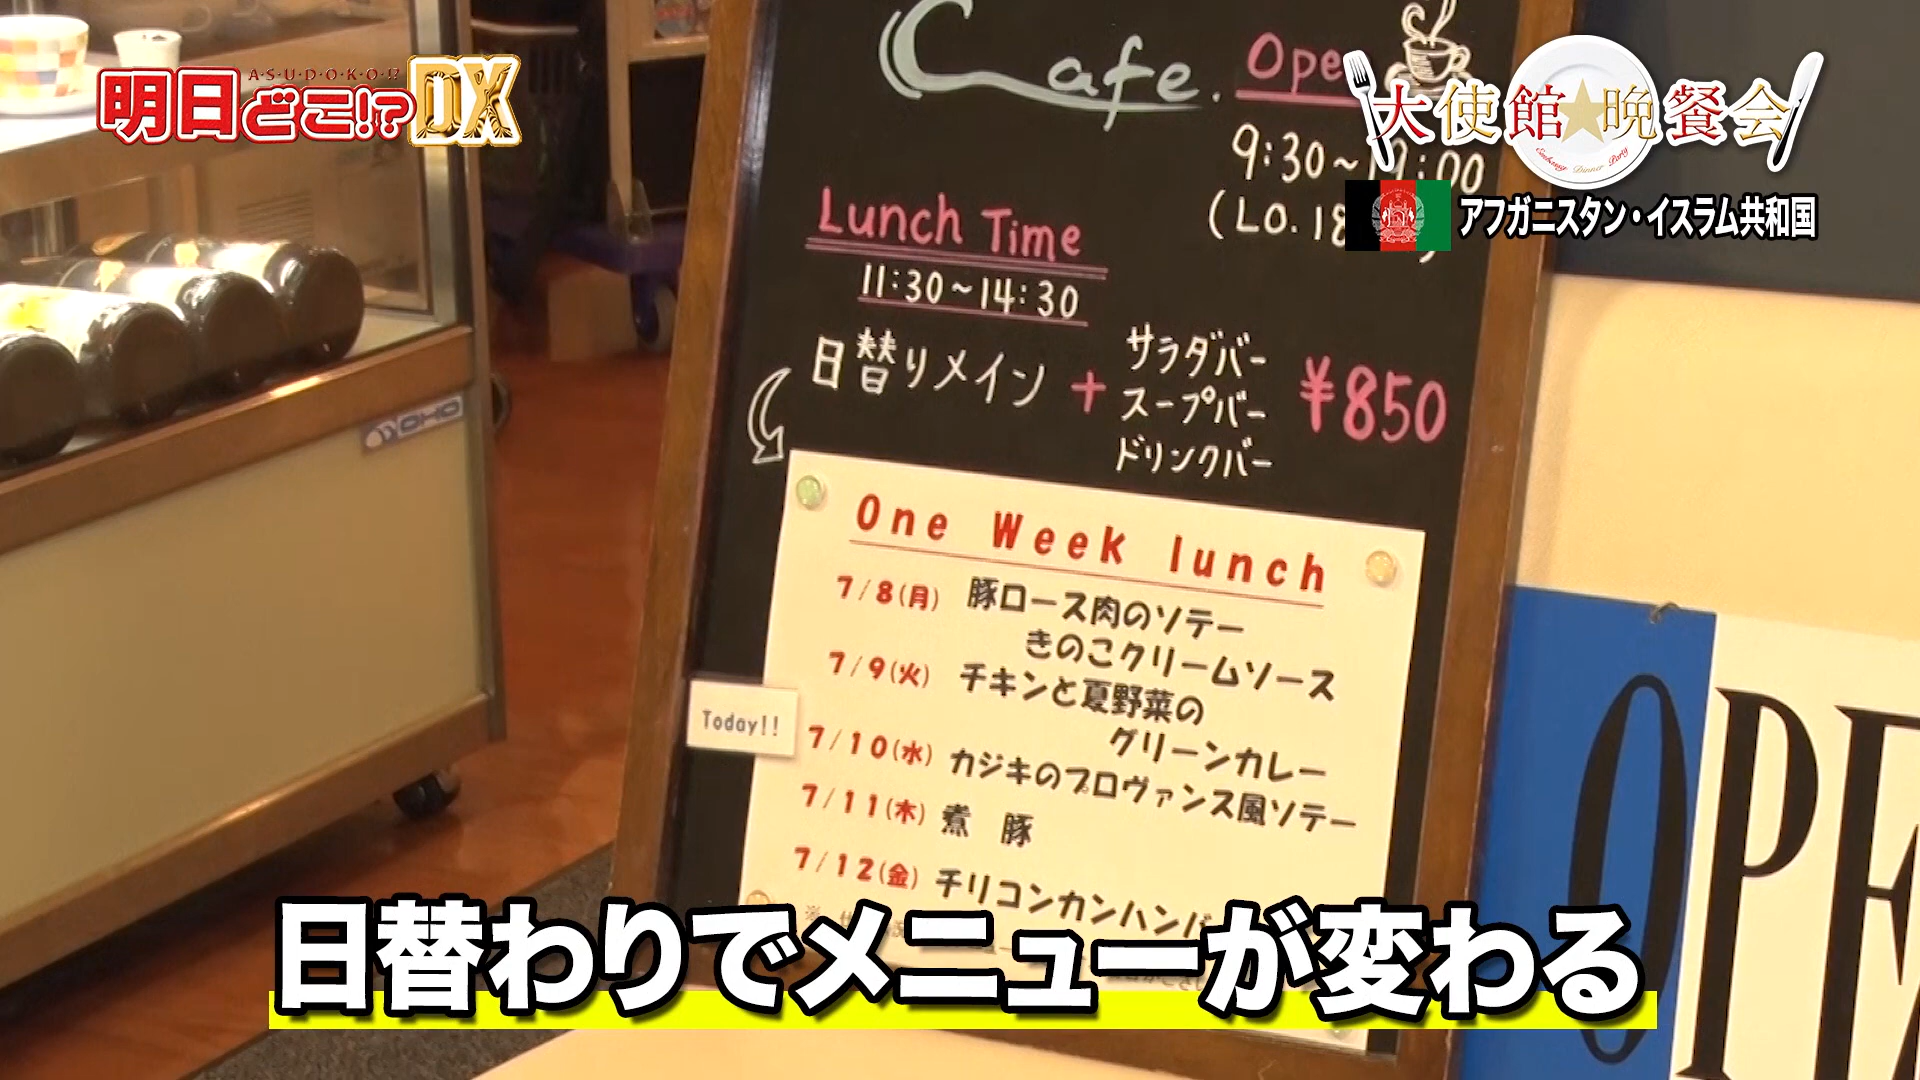 明日どこ!?DX
A・S・U・D・O・K・O・!?
大使館★晩餐会
Embassy Dinner Party
アフガニスタン・イスラム共和国
Cafe.
Ope
9:30~19:00
(LO. 18
Lunch Time
11:30~14:30
日替りメイン + サラダバー
スープバー
ドリンクバー
¥850
One Week lunch
7/8(月) 豚ロース肉のソテー
きのこクリームソース
7/9(火) チキンと夏野菜の
グリーンカレー
Today!!
7/10(水) カジキのプロヴァンス風ソテー
7/11(木) 煮 豚
7/12(金) チリコンカンハンバ
日替わりでメニューが変わる
OHO
OPE